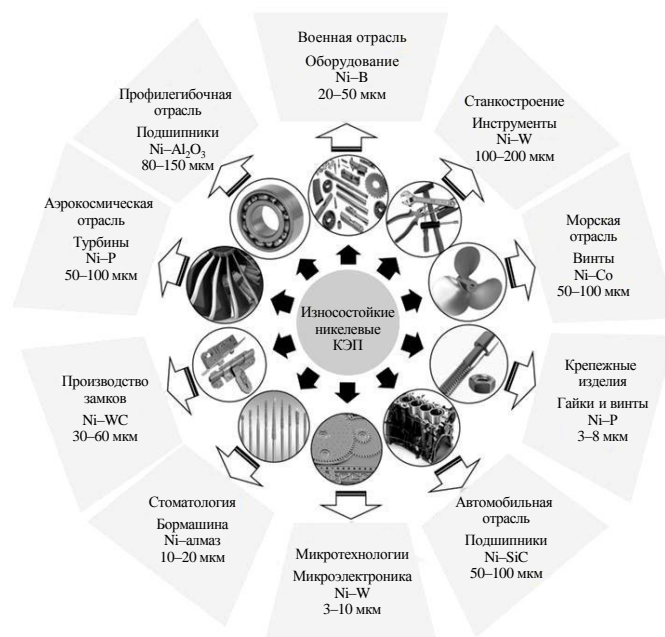 Военная отрасль
Оборудование
Ni–B
20–50 мкм
Станкостроение
Инструменты
Ni–W
100–200 мкм
Морская
отрасль
Винты
Ni–Co
50–100 мкм
Крепежные
изделия
Гайки и винты
Ni–P
3–8 мкм
Автомобильная
отрасль
Подшипники
Ni–SiC
50–100 мкм
Микротехнологии
Микроэлектроника
Ni–W
3–10 мкм
Стоматология
Бормашина
Ni–алмаз
10–20 мкм
Производство
замков
Ni–WC
30–60 мкм
Аэрокосмическая
отрасль
Турбины
Ni–P
50–100 мкм
Профилегибочная
отрасль
Подшипники
Ni–Al₂O₃
80–150 мкм
Износостойкие
никелевые
КЭП